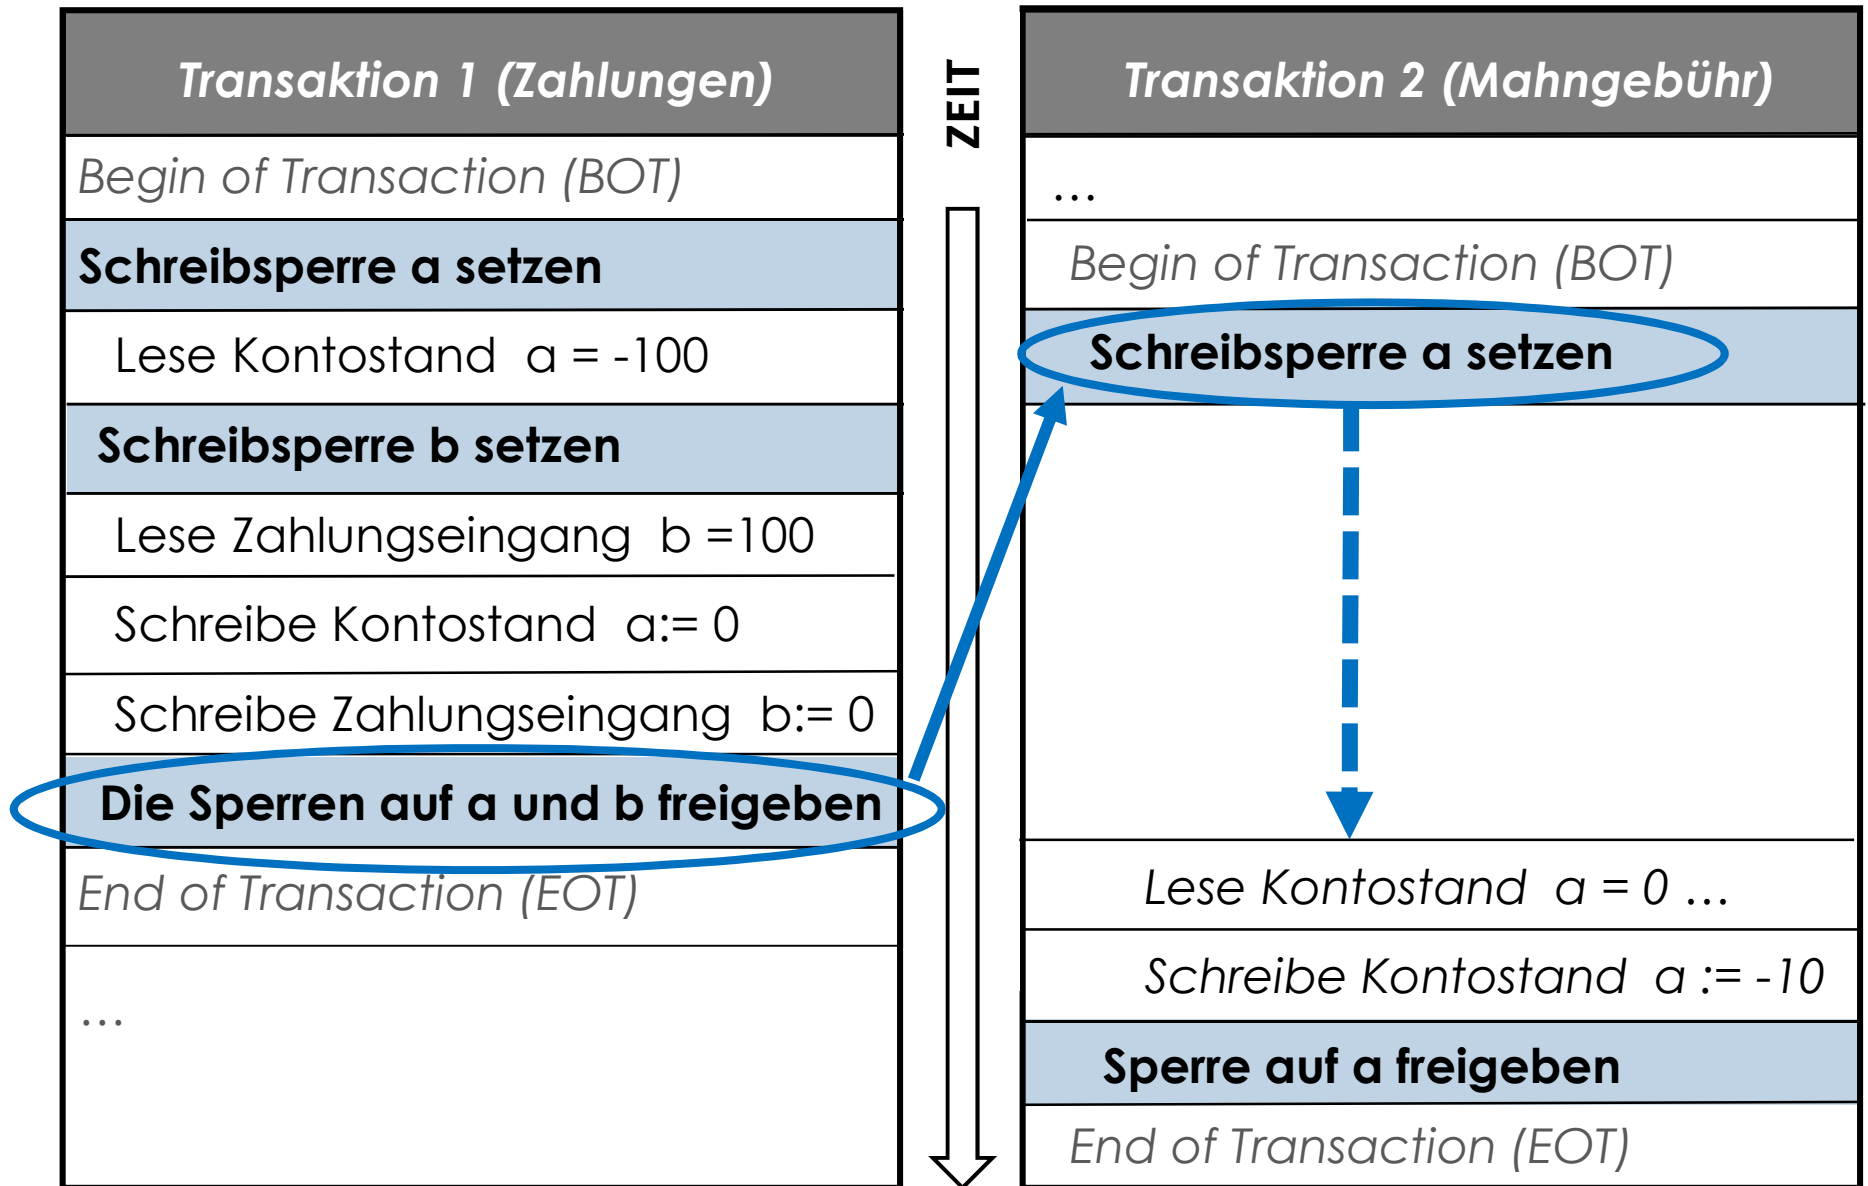 Transaktion 1 (Zahlungen)
Begin of Transaction (BOT)
Schreibsperre a setzen
Lese Kontostand a = -100
Schreibsperre b setzen
Lese Zahlungseingang b =100
Schreibe Kontostand a:= 0
Schreibe Zahlungseingang b:= 0
Die Sperren auf a und b freigeben
End of Transaction (EOT)
…
ZEIT
Transaktion 2 (Mahngebühr)
…
Begin of Transaction (BOT)
Schreibsperre a setzen
Lese Kontostand a = 0 …
Schreibe Kontostand a := -10
Sperre auf a freigeben
End of Transaction (EOT)